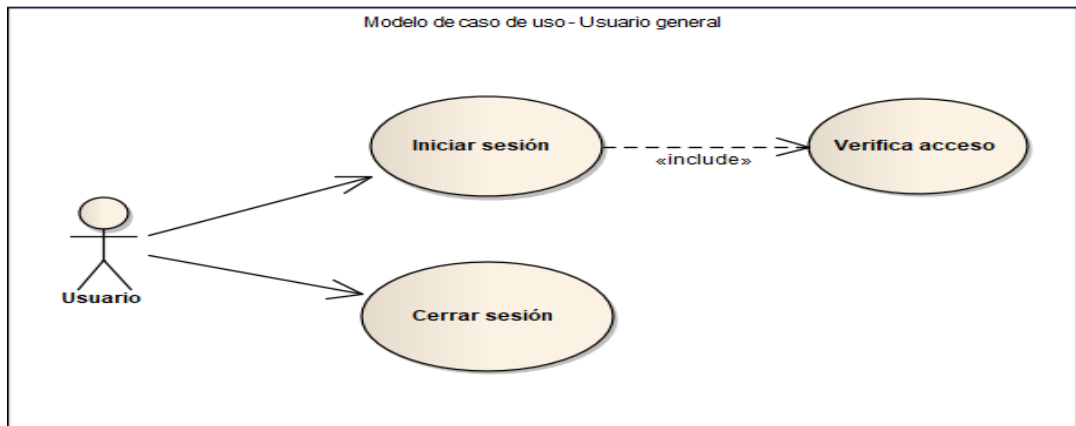 Modelo de caso de uso - Usuario general
Iniciar sesión
«include»
Verifica acceso
Usuario
Cerrar sesión